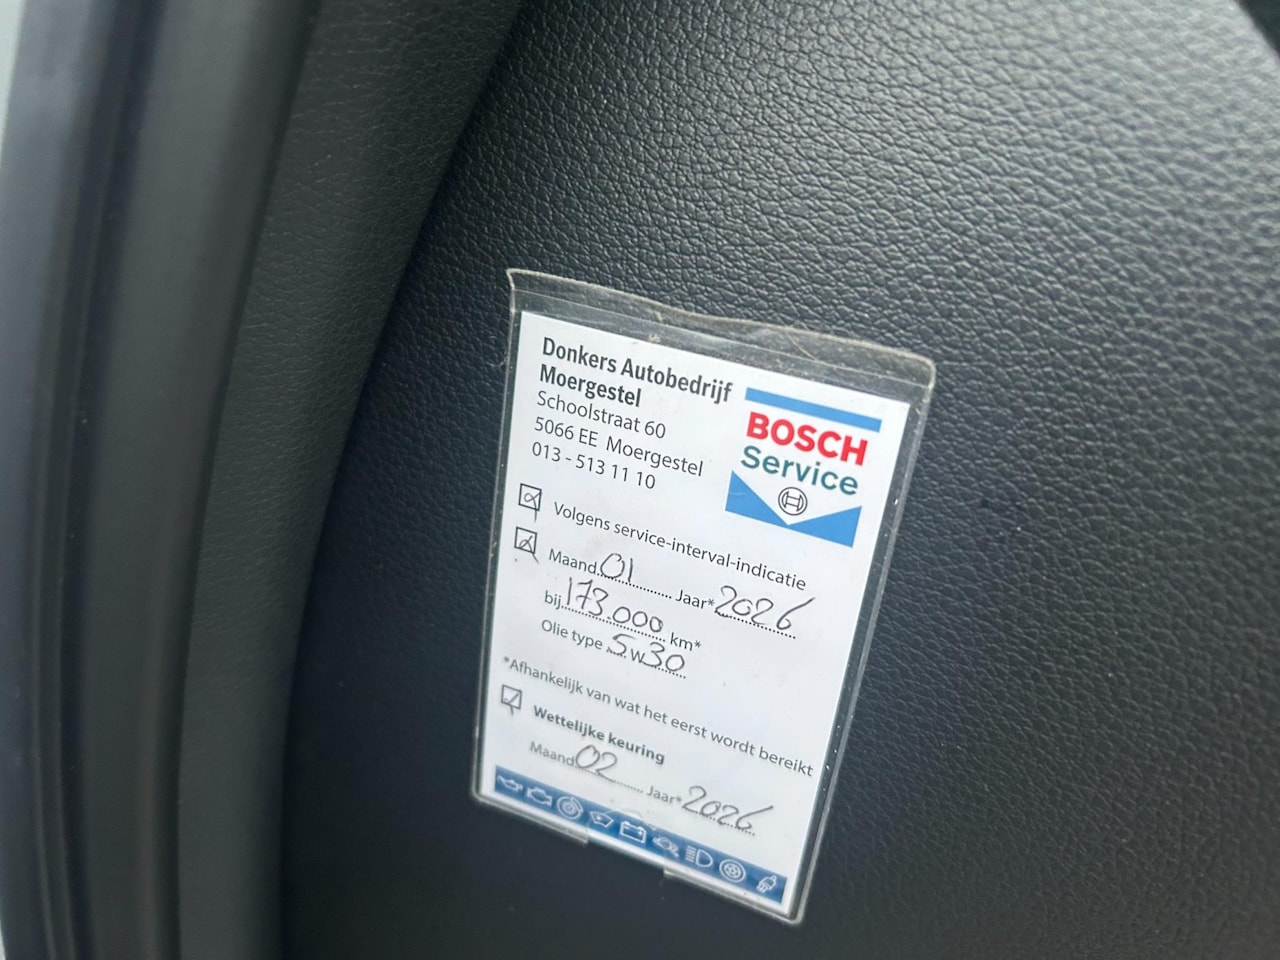 Donkers Autobedrijf
Moergestel
Schoolstraat 60
5066 EE Moergestel
013 - 513 11 10
BOSCH
Service
Volgens service-interval-indicatie
Maand 01 Jaar* 2026
bij 173.000 km*
Olie type 5w30
*Afhankelijk van wat het eerst wordt bereikt
Wettelijke keuring
Maand 02 Jaar* 2026